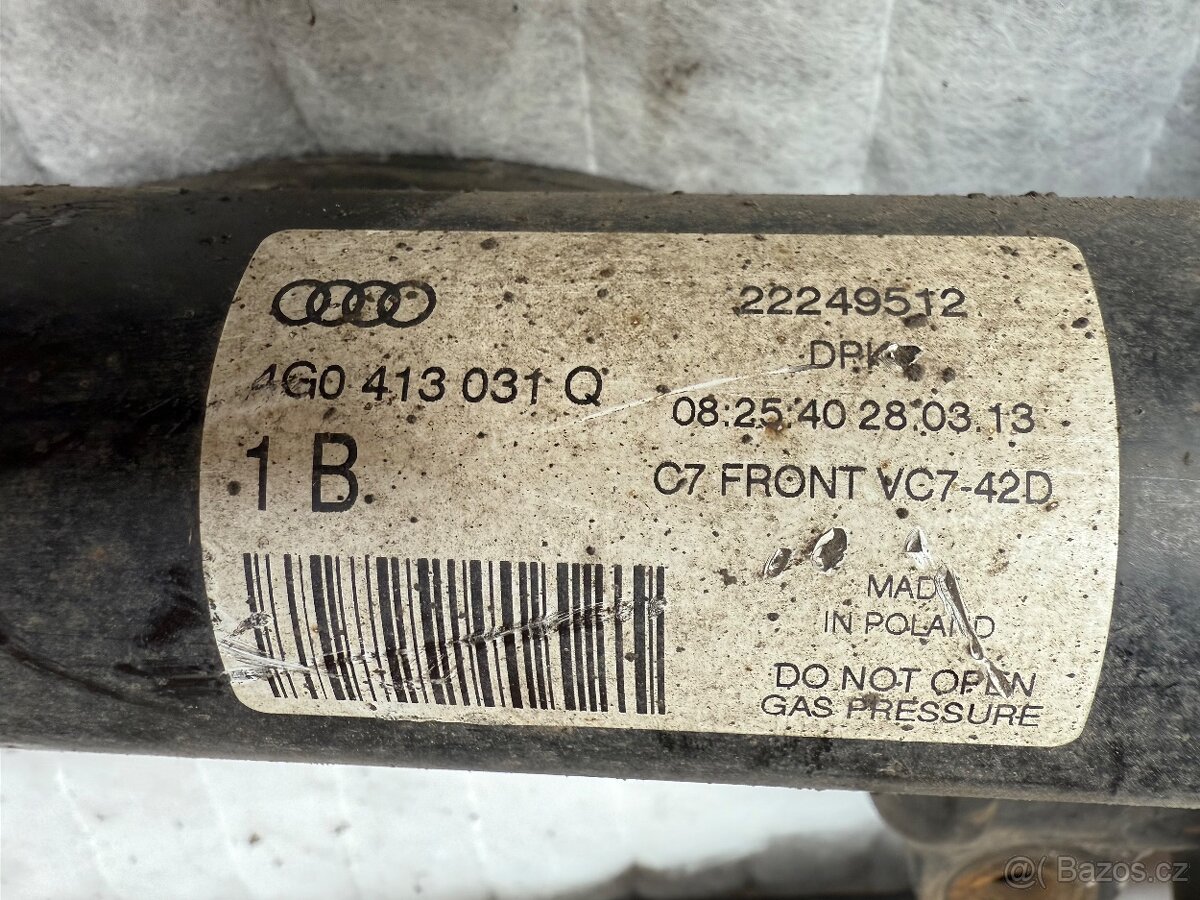 4G0 413 031 Q
1 B
22249512
08:25:40 28.03.13
C7 FRONT VC7-42D
MADE
IN POLAND
DO NOT OPEN
GAS PRESSURE
@( Bazos.cz